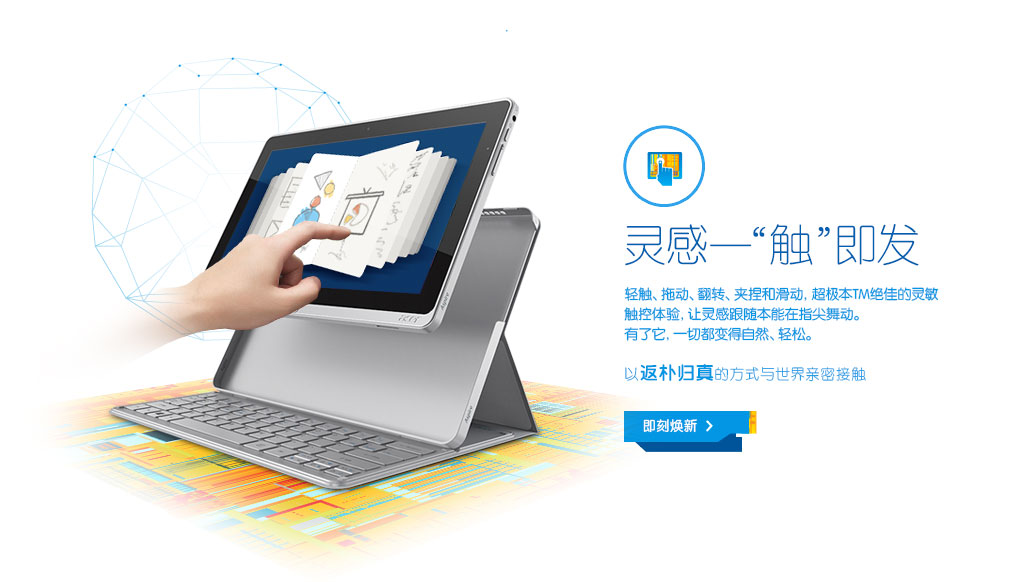 灵感一“触”即发
轻触、拖动、翻转、夹捏和滑动, 超极本TM绝佳的灵敏
触控体验, 让灵感跟随本能在指尖舞动。
有了它, 一切都变得自然、轻松。
以返朴归真的方式与世界亲密接触
即刻焕新